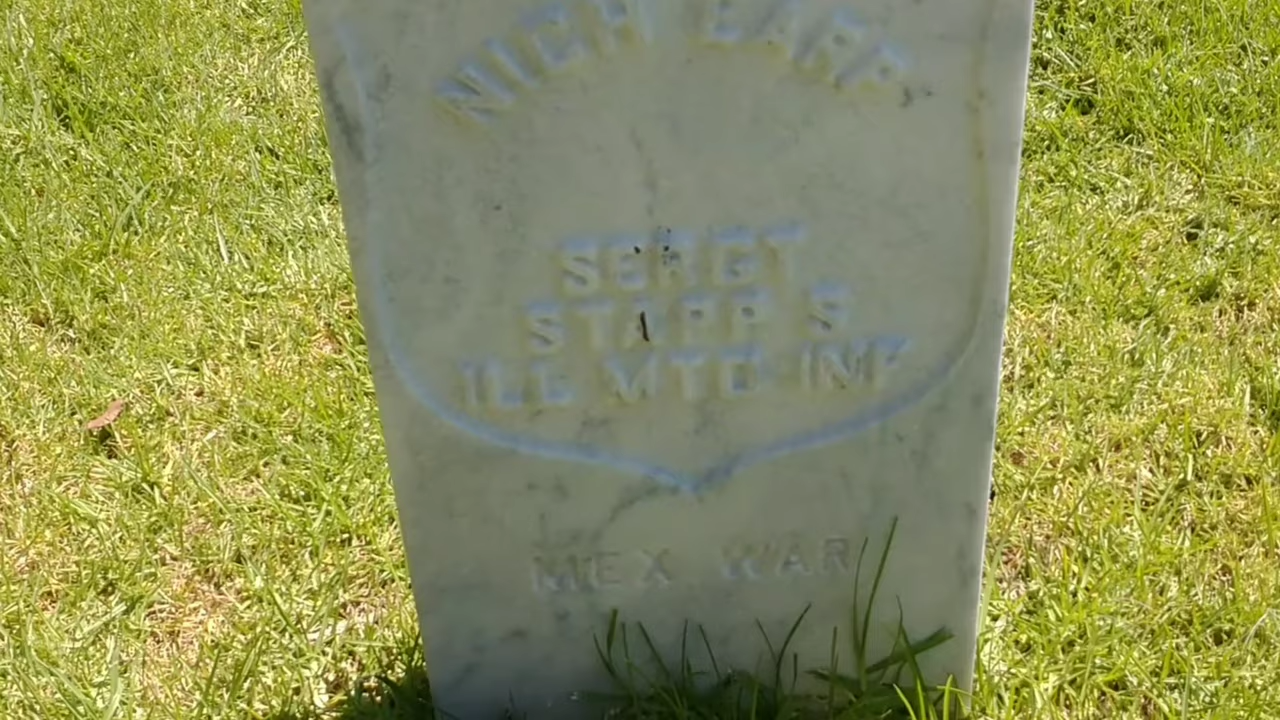 NICH EARP
SERGT
STAPP'S
ILL. MTD. INF.
MEX. WAR